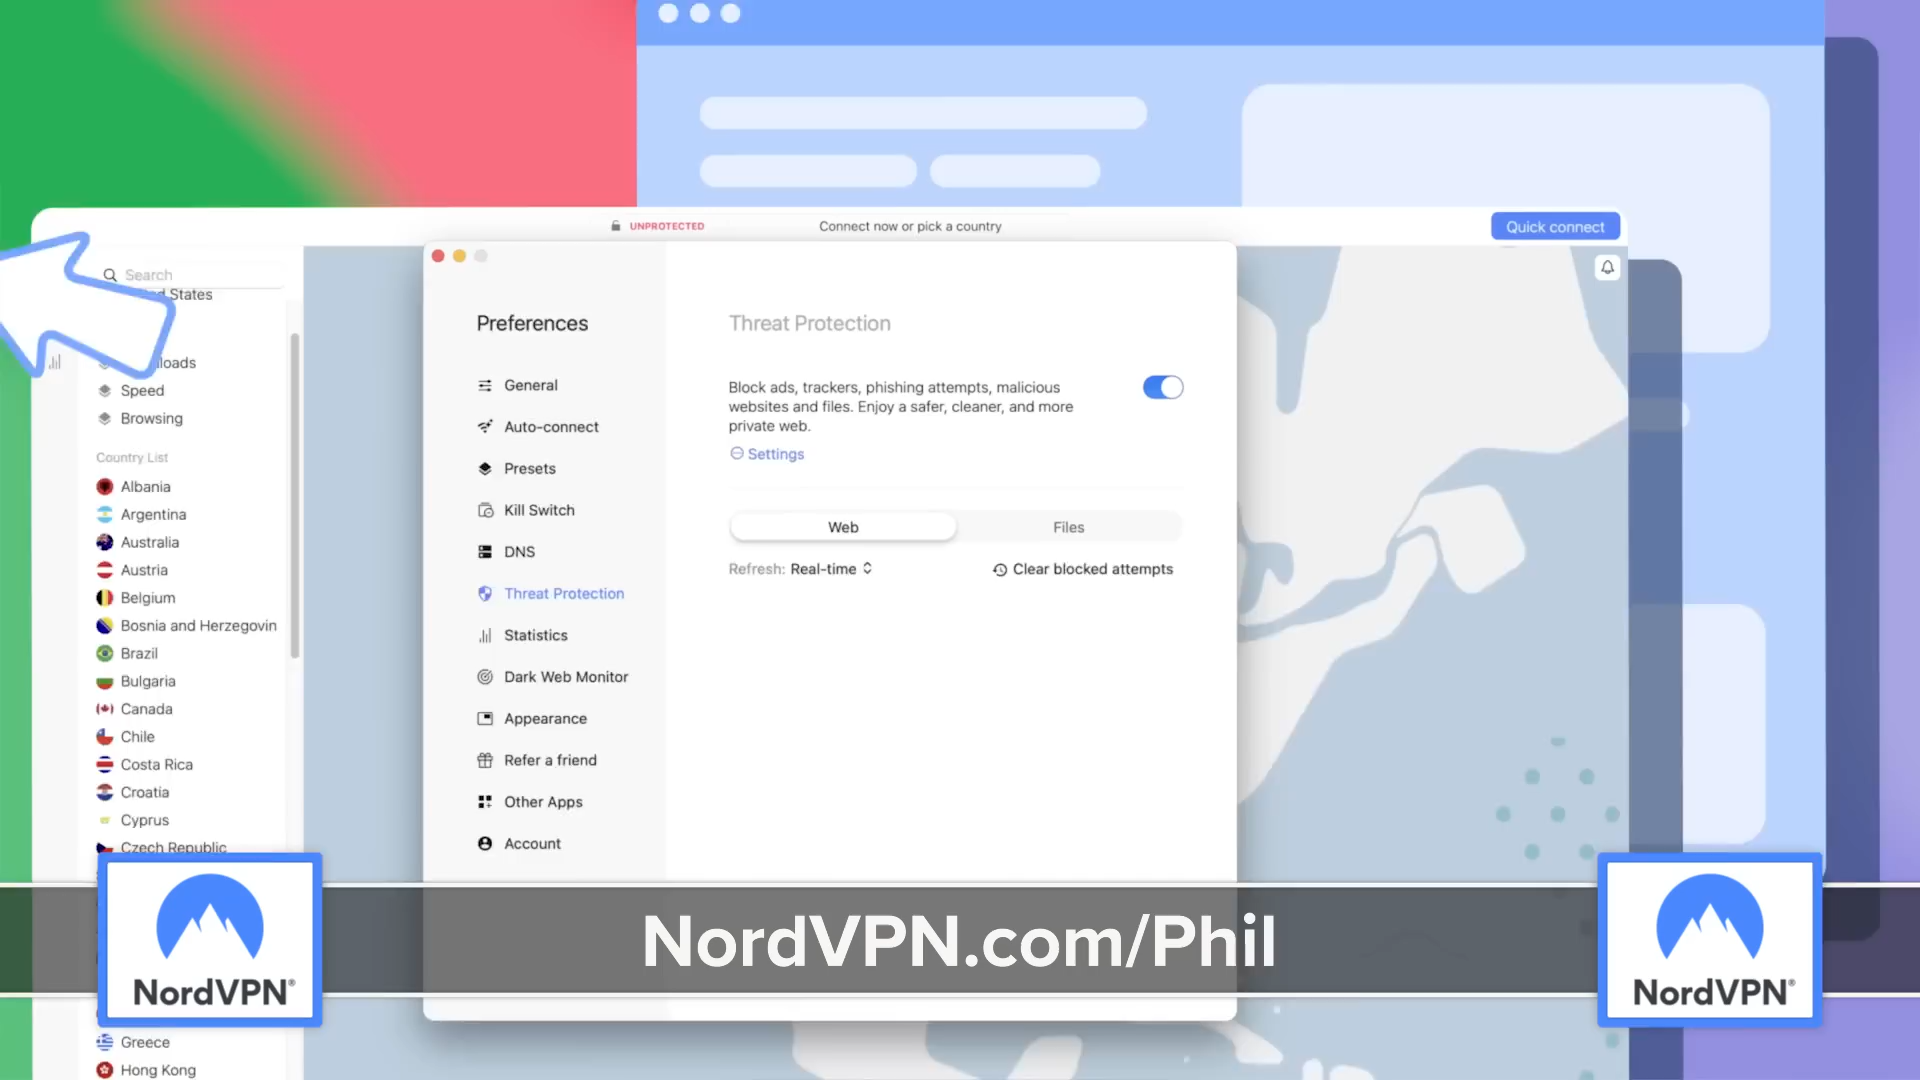 UNPROTECTED
Connect now or pick a country
Quick connect
Search
States
Speed
Browsing
Country List
Albania
Argentina
Australia
Austria
Belgium
Bosnia and Herzegovin
Brazil
Bulgaria
Canada
Chile
Costa Rica
Croatia
Cyprus
Czech Republic
Greece
Hong Kong
Preferences
General
Auto-connect
Presets
Kill Switch
DNS
Threat Protection
Statistics
Dark Web Monitor
Appearance
Refer a friend
Other Apps
Account
Threat Protection
Block ads, trackers, phishing attempts, malicious
websites and files. Enjoy a safer, cleaner, and more
private web.
Settings
Web
Files
Refresh: Real-time
Clear blocked attempts
NordVPN®
NordVPN.com/Phil
NordVPN®